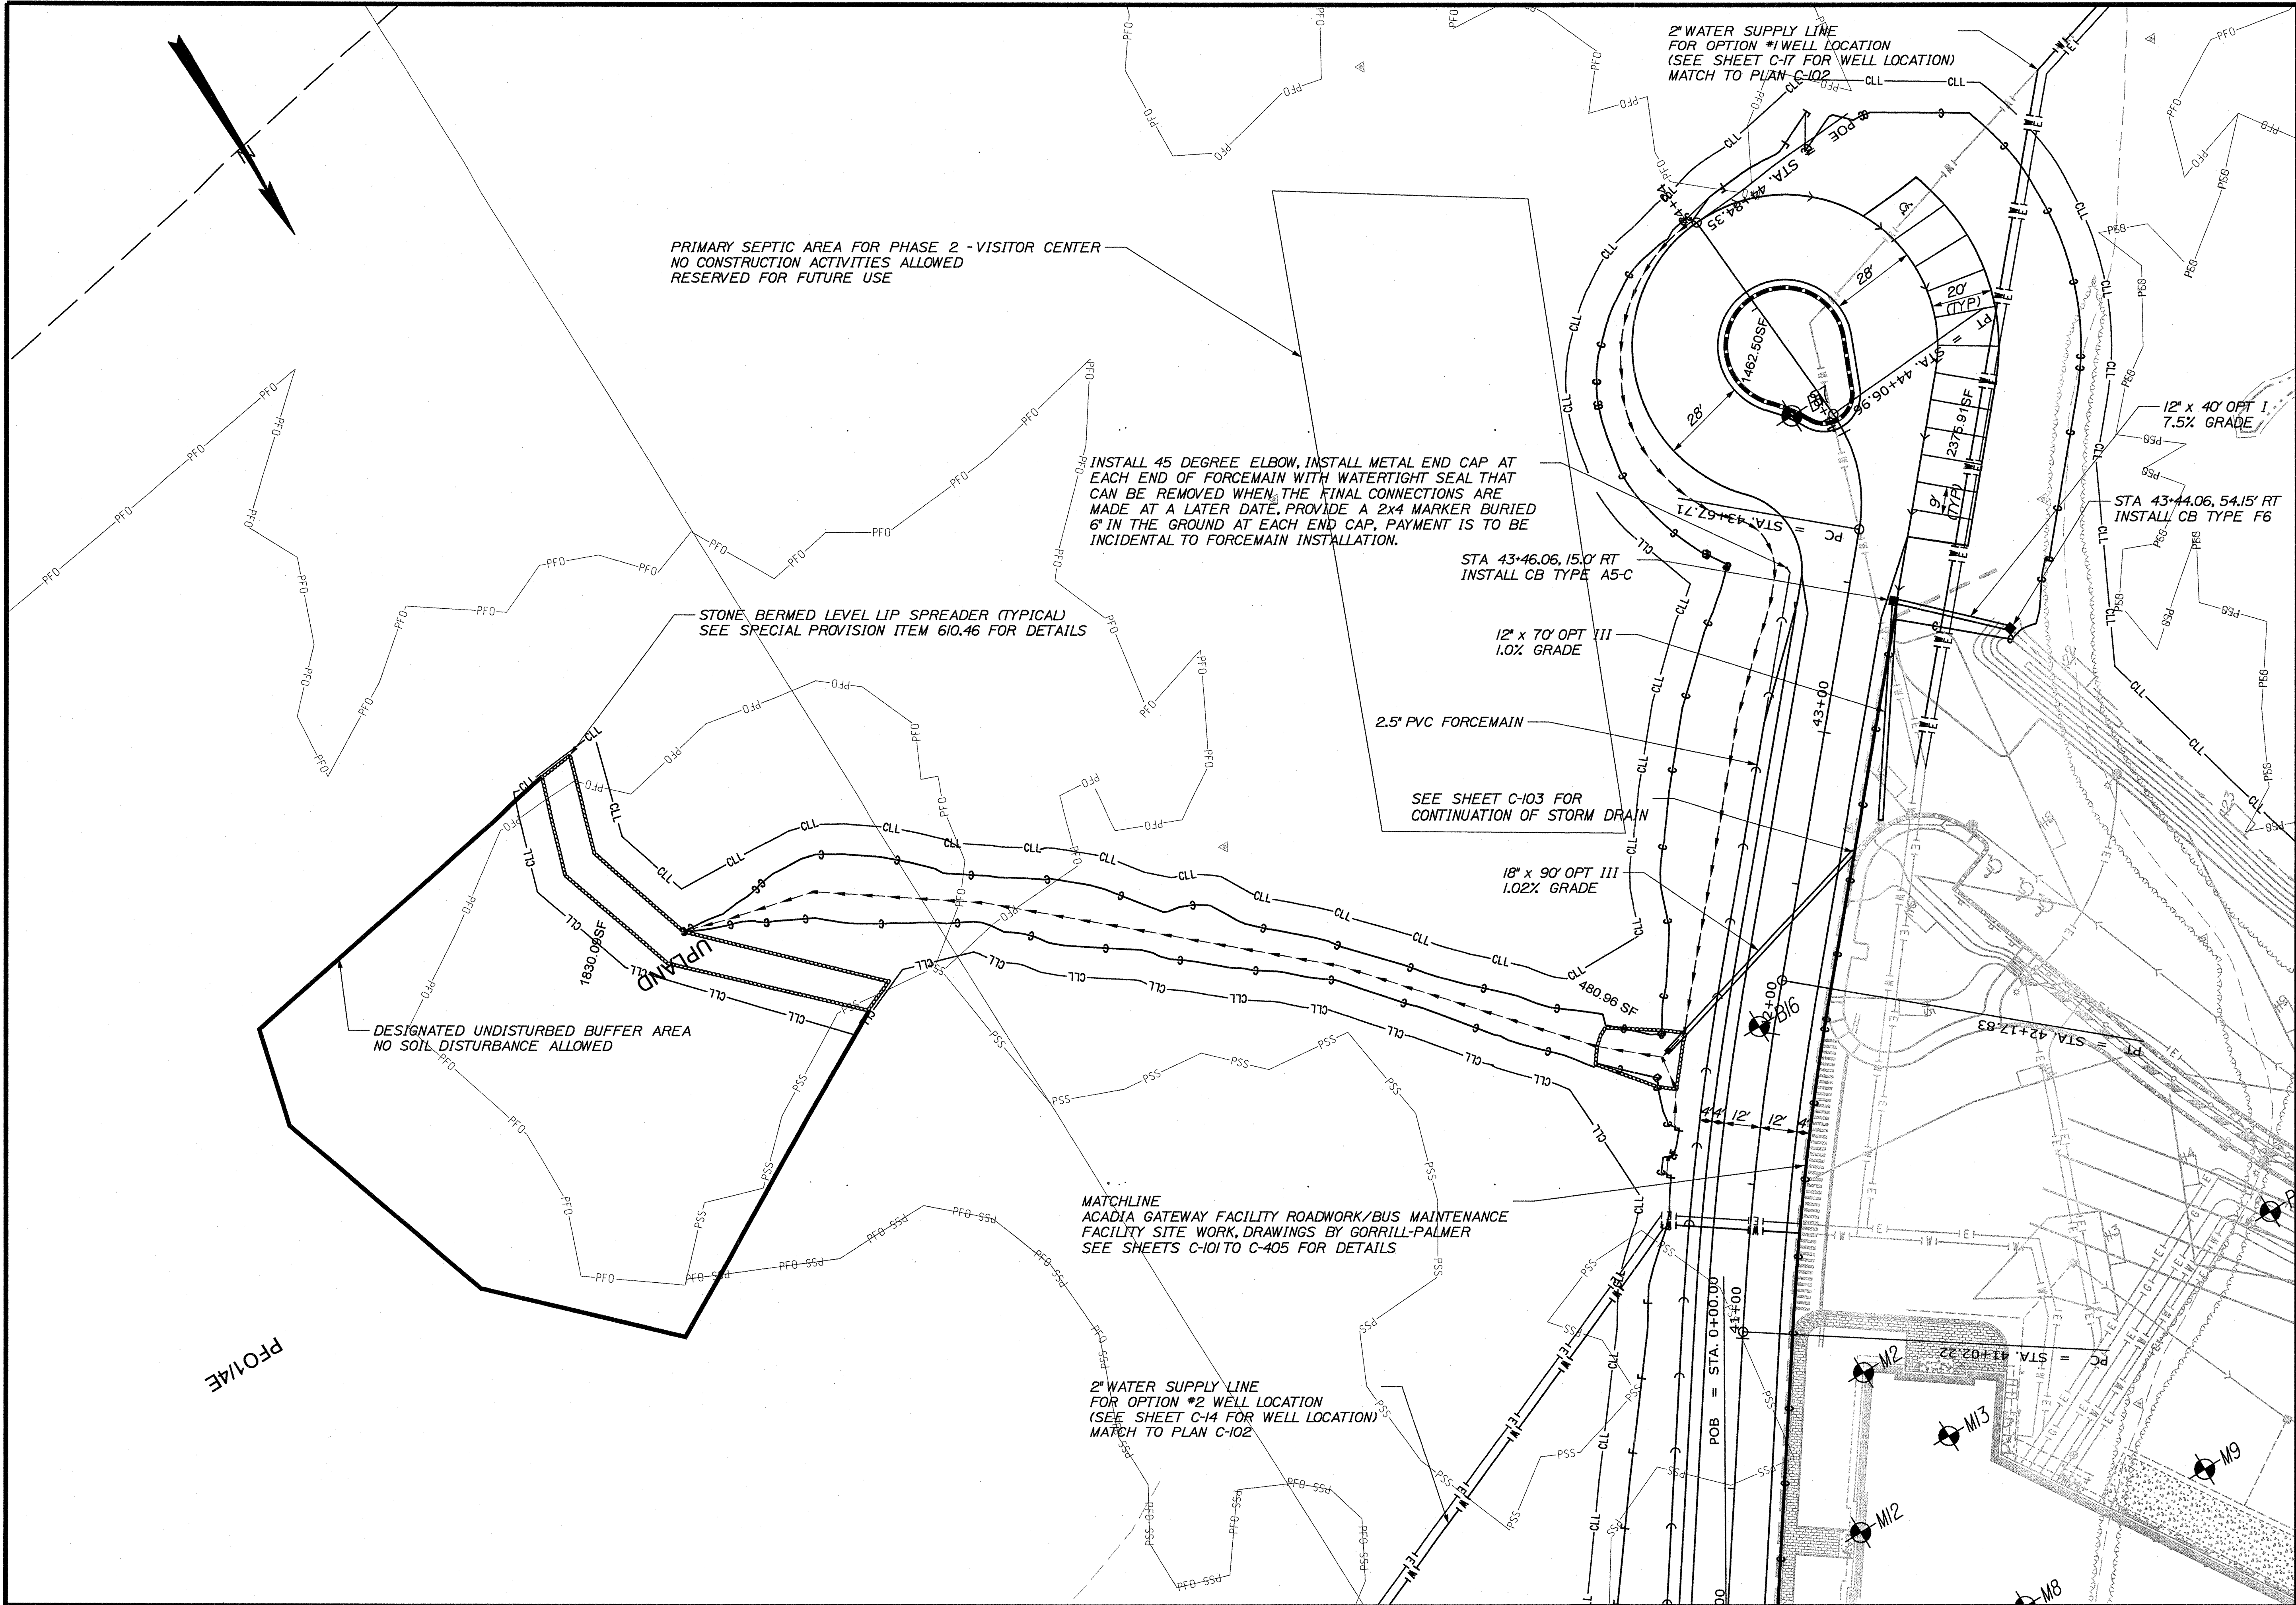 2" WATER SUPPLY LINE
FOR OPTION #1 WELL LOCATION
(SEE SHEET C-17 FOR WELL LOCATION)
MATCH TO PLAN C-102
PRIMARY SEPTIC AREA FOR PHASE 2 - VISITOR CENTER
NO CONSTRUCTION ACTIVITIES ALLOWED
RESERVED FOR FUTURE USE
POE
STA. 44+84.35
28'
20'
(TYP)
1462.50SF
PT = STA. 44+06.96
28'
2375.91 SF
12" x 40' OPT I
7.5% GRADE
INSTALL 45 DEGREE ELBOW, INSTALL METAL END CAP AT
EACH END OF FORCEMAIN WITH WATERTIGHT SEAL THAT
CAN BE REMOVED WHEN THE FINAL CONNECTIONS ARE
MADE AT A LATER DATE, PROVIDE A 2x4 MARKER BURIED
6" IN THE GROUND AT EACH END CAP, PAYMENT IS TO BE
INCIDENTAL TO FORCEMAIN INSTALLATION.
9'
(TYP)
STA 43+44.06, 54.15' RT
INSTALL CB TYPE F6
PC = STA. 43+67.71
STA 43+46.06, 15.0' RT
INSTALL CB TYPE A5-C
STONE BERMED LEVEL LIP SPREADER (TYPICAL)
SEE SPECIAL PROVISION ITEM 610.46 FOR DETAILS
12" x 70' OPT III
1.0% GRADE
43+00
2.5" PVC FORCEMAIN
SEE SHEET C-103 FOR
CONTINUATION OF STORM DRAIN
18" x 90' OPT III
1.02% GRADE
UPLAND
1830.09SF
480.96 SF
B16
PT = STA. 42+17.83
DESIGNATED UNDISTURBED BUFFER AREA
NO SOIL DISTURBANCE ALLOWED
4' 4' 12' 12' 4'
MATCHLINE
ACADIA GATEWAY FACILITY ROADWORK/BUS MAINTENANCE
FACILITY SITE WORK, DRAWINGS BY GORRILL-PALMER
SEE SHEETS C-101 TO C-405 FOR DETAILS
POB = STA. 0+00.00
41+00
PC = STA. 41+02.22
PFO1/4E
2" WATER SUPPLY LINE
FOR OPTION #2 WELL LOCATION
(SEE SHEET C-14 FOR WELL LOCATION)
MATCH TO PLAN C-102
M2
M13
M9
M12
M8